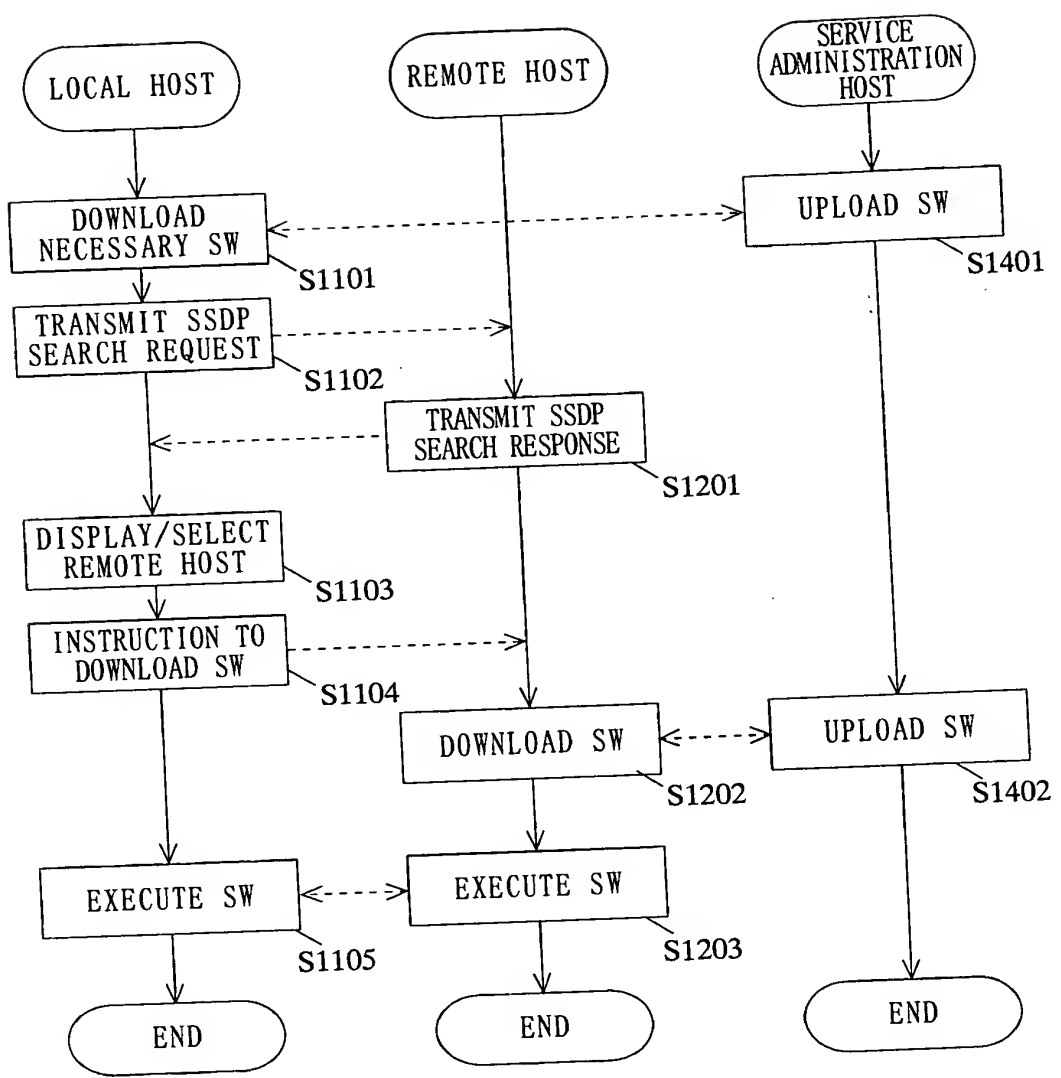 LOCAL HOST
REMOTE HOST
SERVICE
ADMINISTRATION
HOST
DOWNLOAD
NECESSARY SW
S1101
UPLOAD SW
S1401
TRANSMIT SSDP
SEARCH REQUEST
S1102
TRANSMIT SSDP
SEARCH RESPONSE
S1201
DISPLAY/SELECT
REMOTE HOST
S1103
INSTRUCTION TO
DOWNLOAD SW
S1104
DOWNLOAD SW
S1202
UPLOAD SW
S1402
EXECUTE SW
S1105
EXECUTE SW
S1203
END
END
END